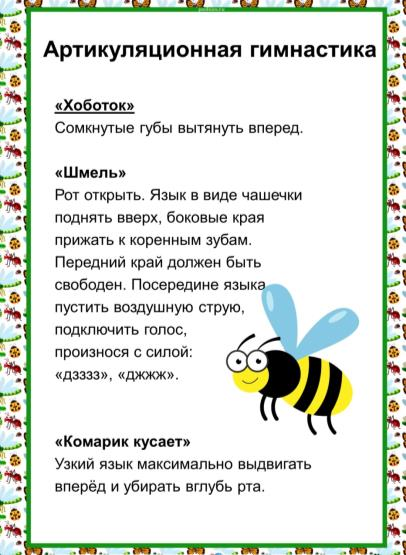 Артикуляционная гимнастика
«Хоботок»
Сомкнутые губы вытянуть вперед.
«Шмель»
Рот открыть. Язык в виде чашечки
поднять вверх, боковые края
прижать к коренным зубам.
Передний край должен быть
свободен. Посередине языка
пустить воздушную струю,
подключить голос,
произнося с силой:
«дзззз», «джжж».
«Комарик кусает»
Узкий язык максимально выдвигать
вперёд и убирать вглубь рта.